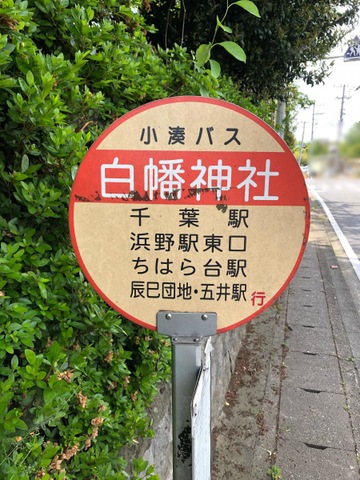 小湊バス
白幡神社
千葉駅
浜野駅東口
ちはら台駅
辰巳団地・五井駅行